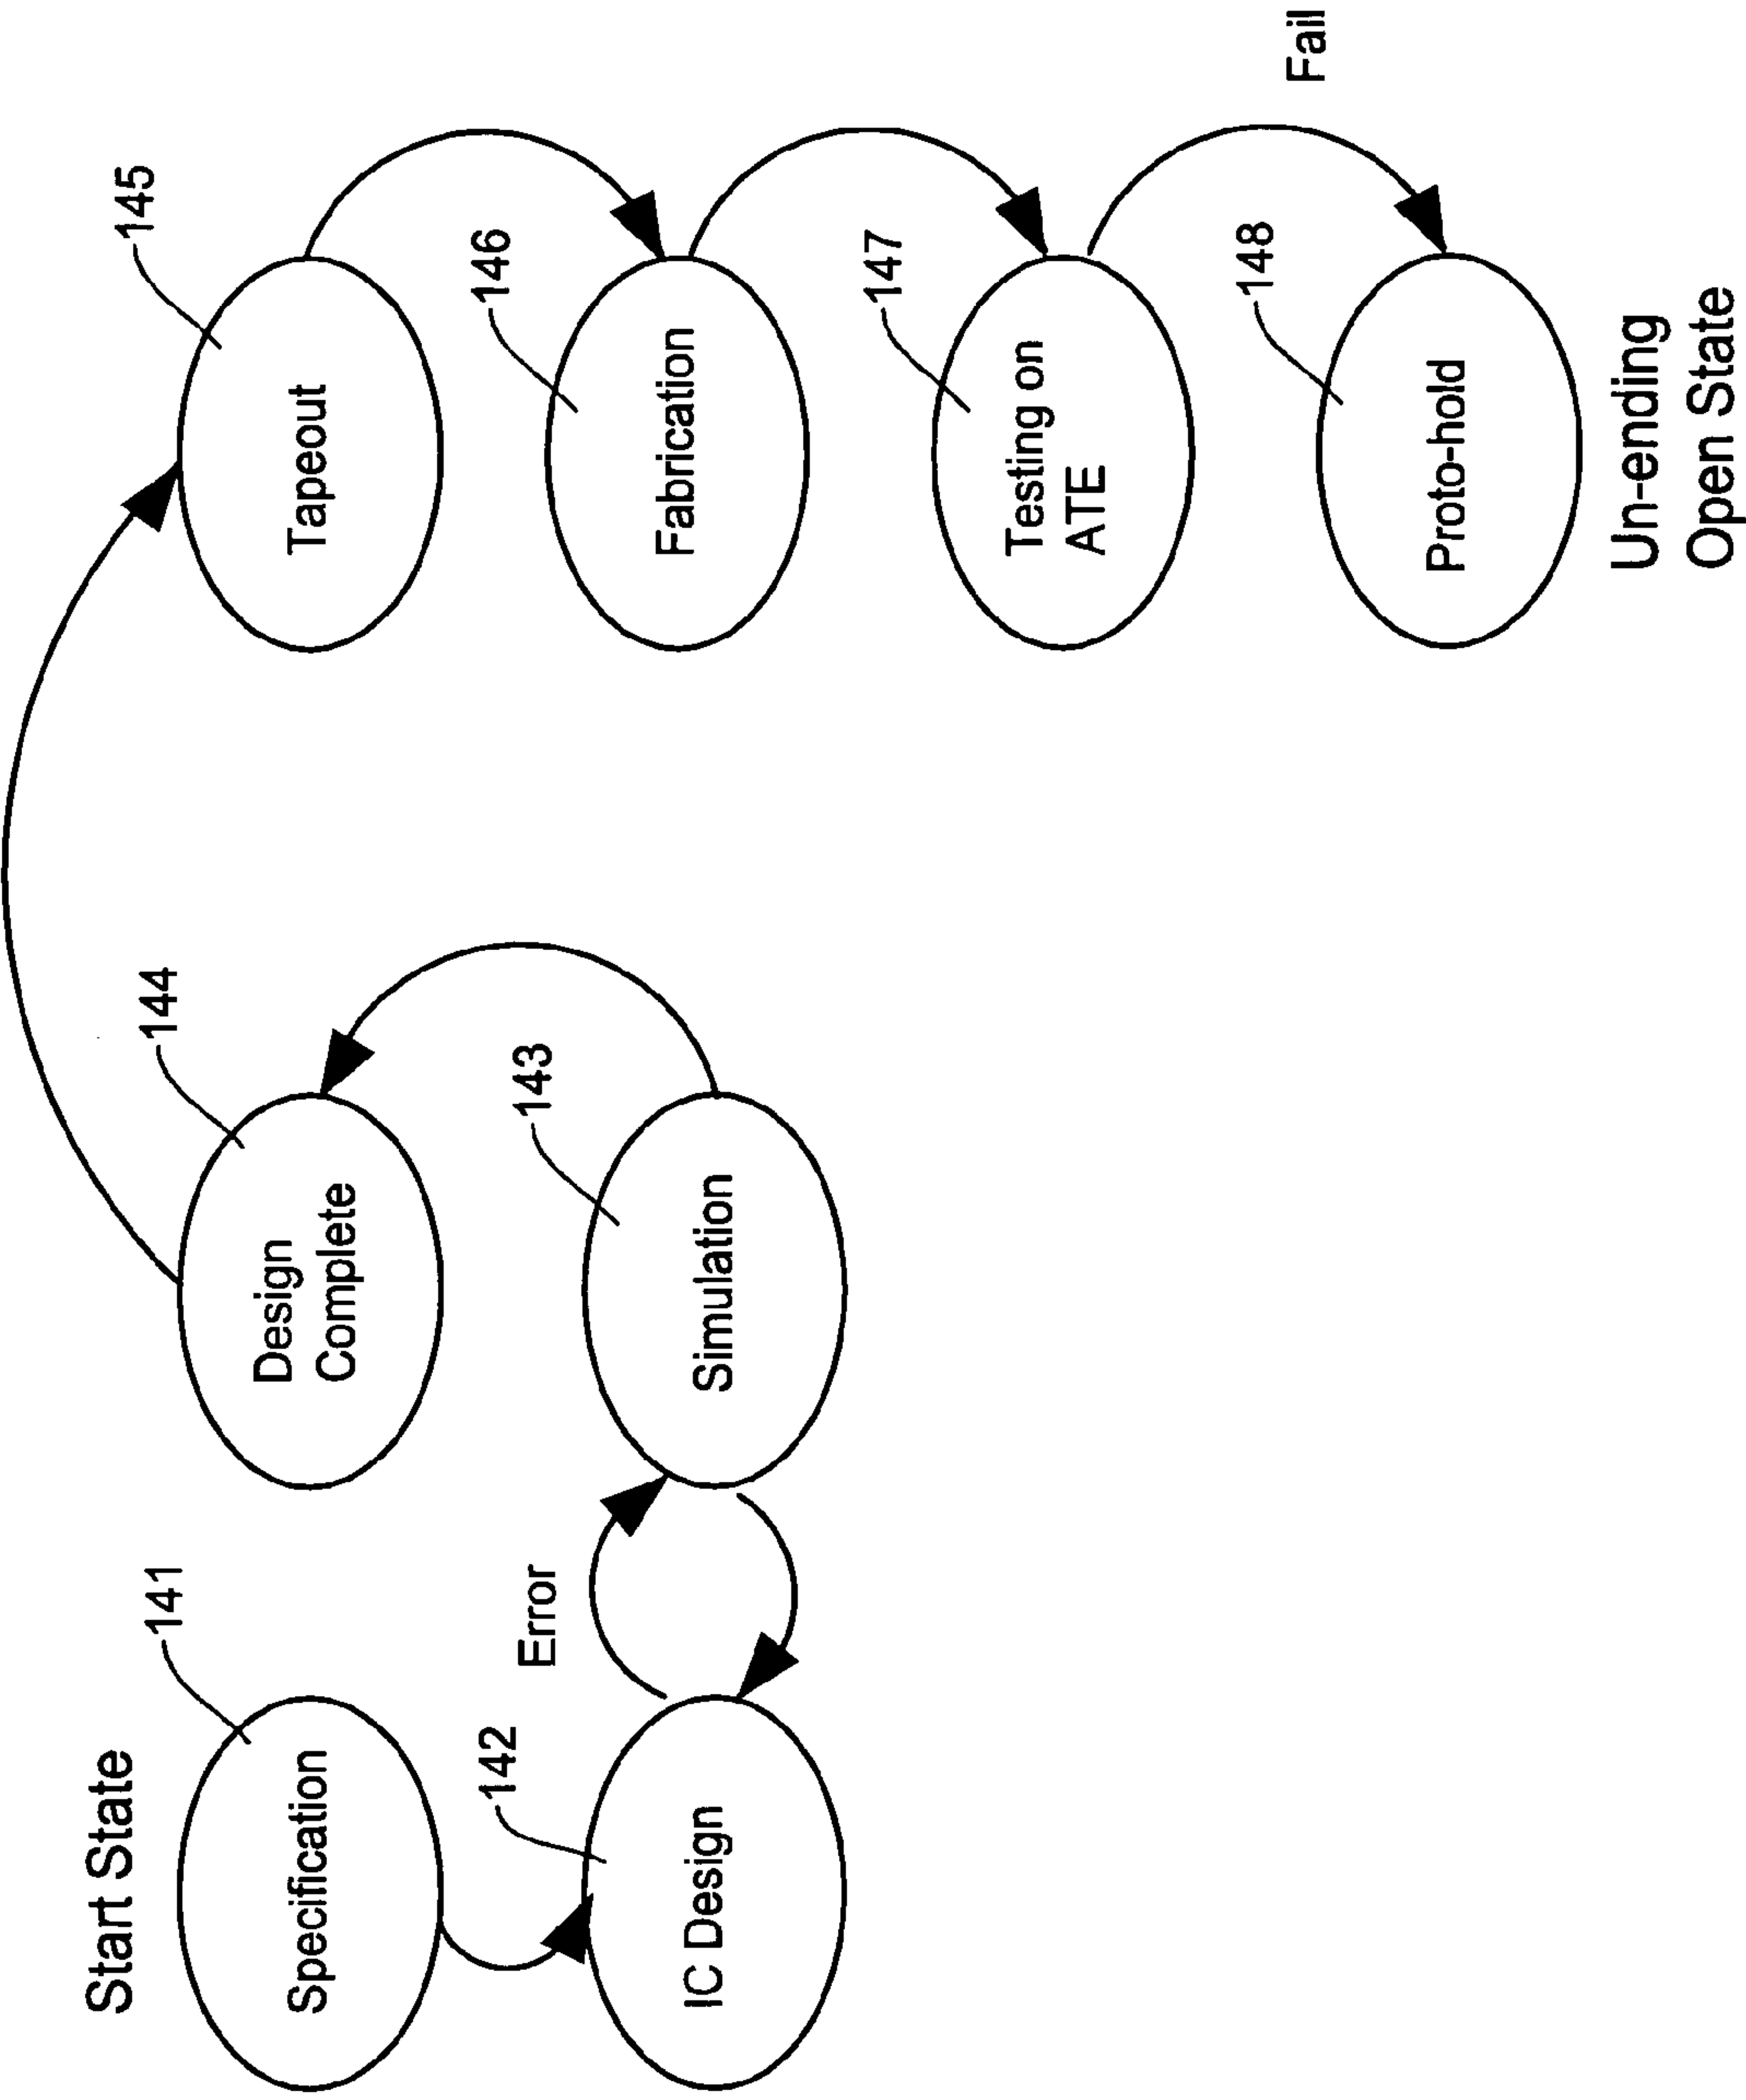 Start State
141
Specification
142
IC Design
Error
143
Simulation
144
Design
Complete
145
Tapeout
146
Fabrication
147
Testing on
ATE
Fail
148
Proto-hold
Un-ending
Open State